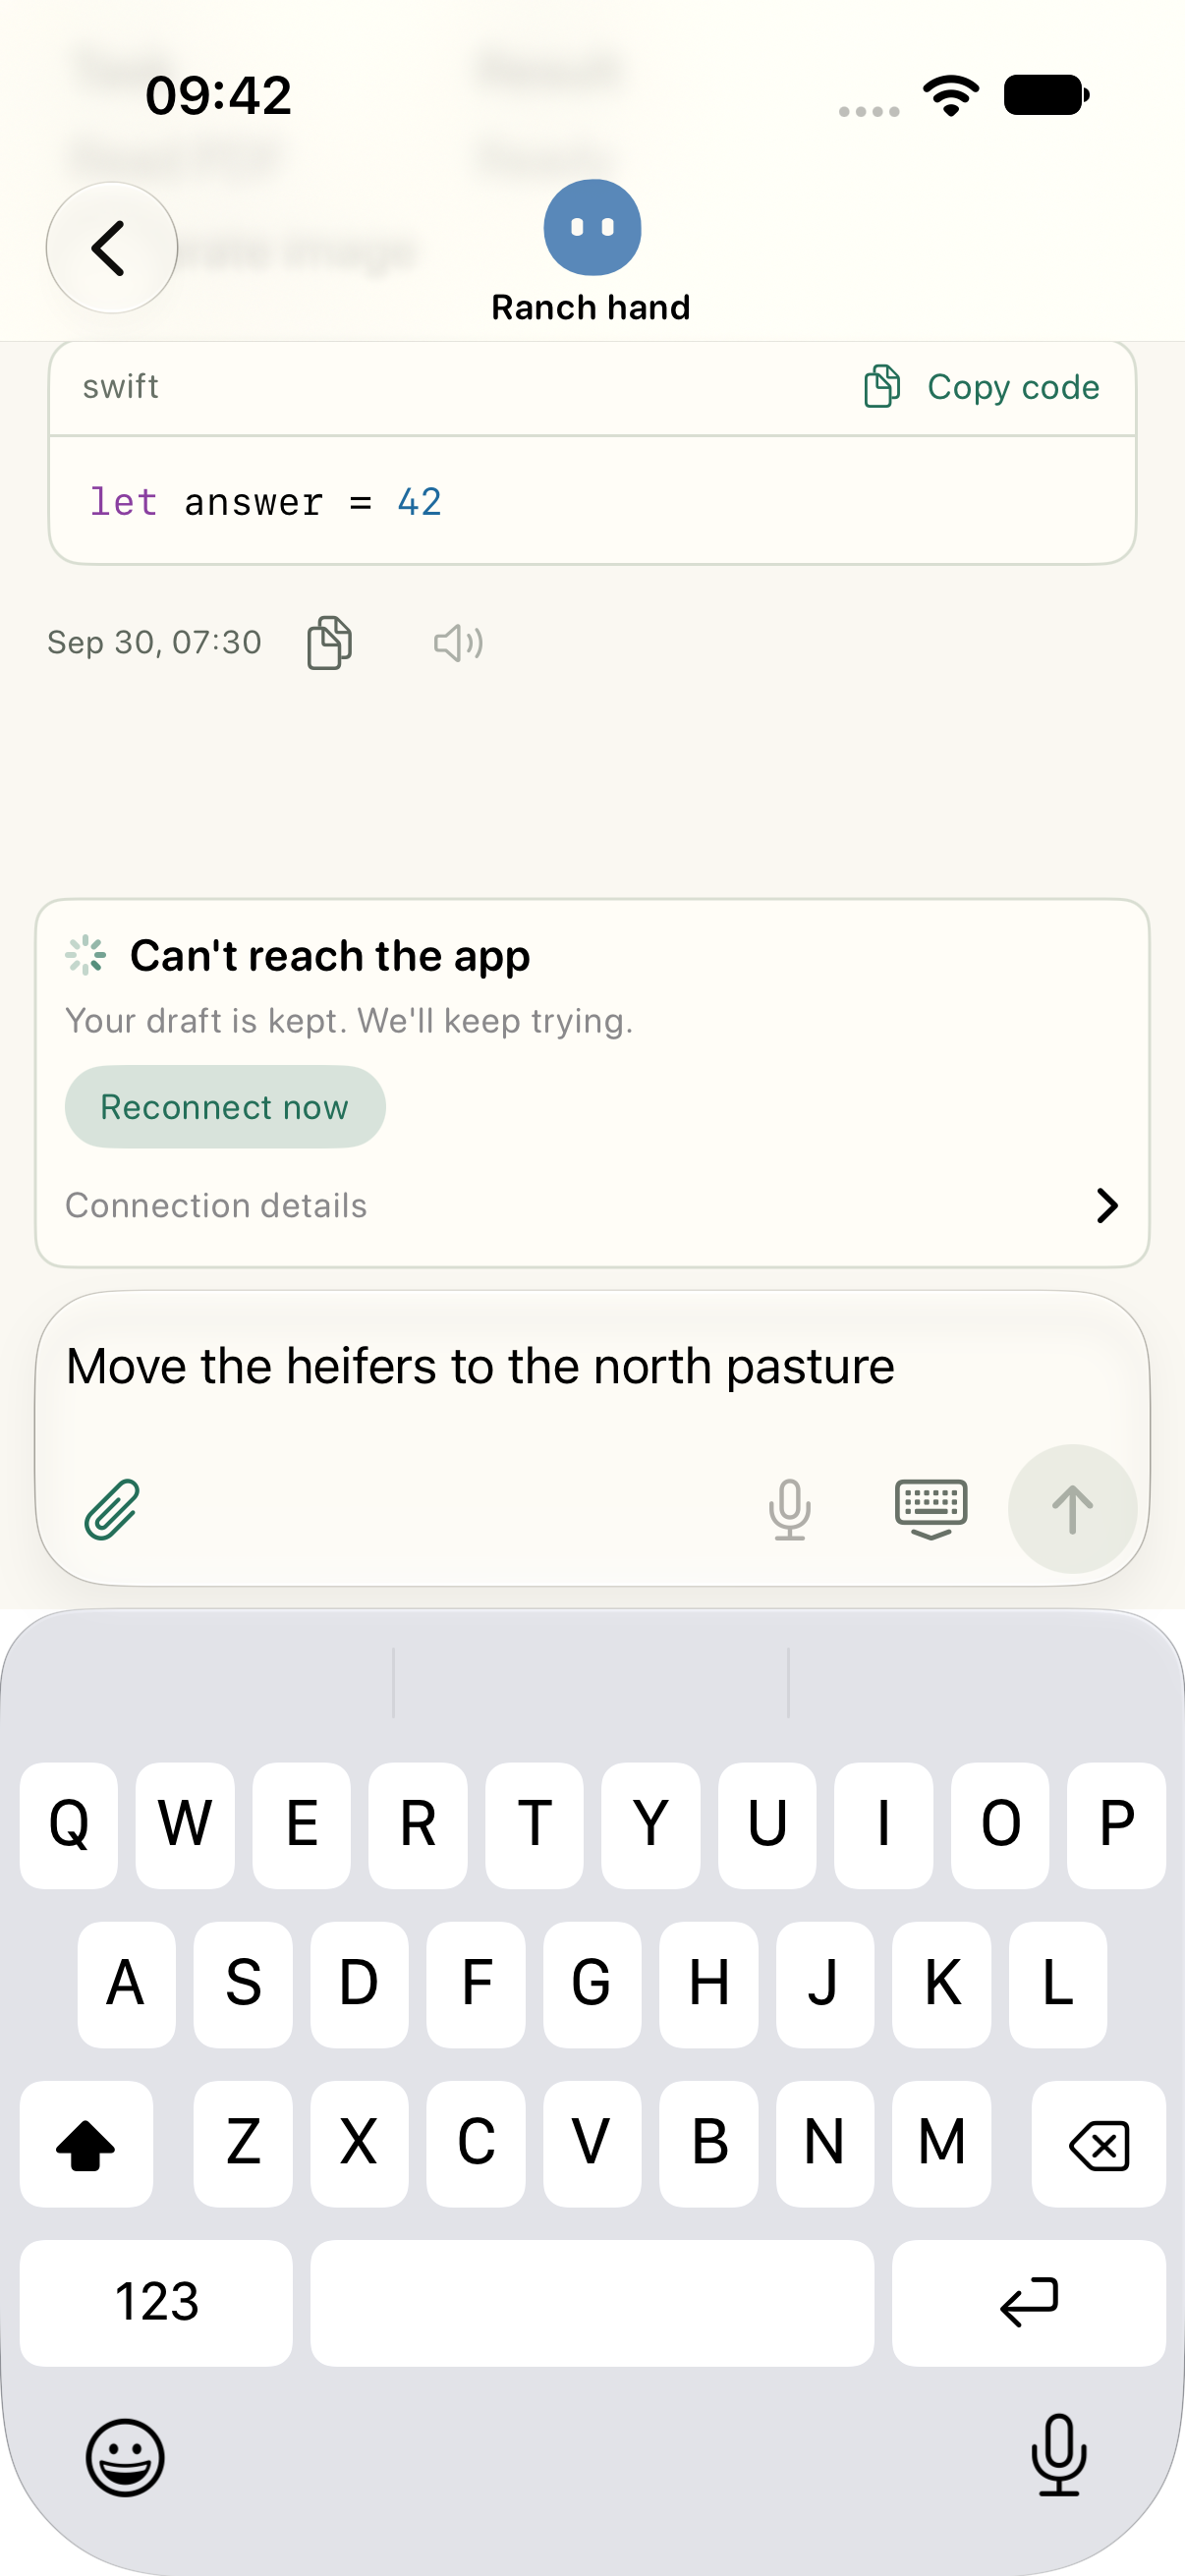 09:42
Ranch hand
swift
Copy code
let answer = 42
Sep 30, 07:30
Can't reach the app
Your draft is kept. We'll keep trying.
Reconnect now
Connection details
Move the heifers to the north pasture
Q W E R T Y U I O P
A S D F G H J K L
Z X C V B N M
123